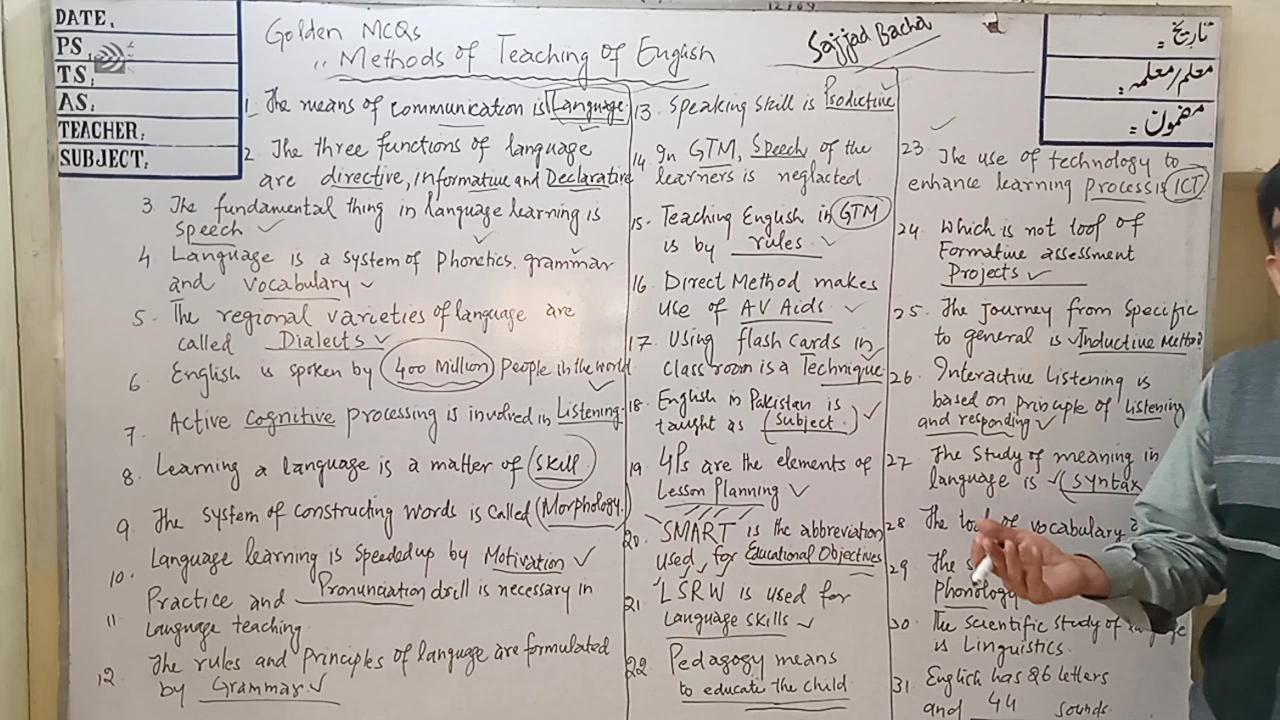 DATE,
PS,
TS:
AS:
TEACHER:
SUBJECT:
12/09
Golden MCQs
,, Methods of Teaching of English
Sajjad Bacha
تاریخ =
معلم/معلمہ =
مضمون =
1. The means of communication is Language
2. The three functions of language
are directive, informative and Declarative
3. The fundamental thing in language learning is
Speech ✓
4. Language is a system of Phonetics, grammar
and vocabulary ✓
5. The regional varieties of language are
called Dialects ✓
6. English is spoken by (400 Million) People in the world
7. Active cognitive processing is involved in Listening.
8. Learning a language is a matter of (skill)
9. The system of constructing words is called (Morphology.)
10. Language learning is speeded up by Motivation ✓
11 Practice and Pronunciation drill is necessary in
Language teaching.
12. The rules and principles of language are formulated
by Grammar ✓
13. Speaking skill is Productive
14. In GTM, Speech of the
learners is neglacted
15. Teaching English in GTM
is by rules. ✓
16. Direct Method makes
use of AV Aids. ✓
17. Using flash cards in
class room is a Technique
18. English in Pakistan is
taught as (subject.) ✓
19. 4Ps are the elements of
Lesson Planning ✓
20. SMART is the abbreviation
used for Educational Objectives
21. LSRW is used for
Language skills ✓
22. Pedagogy means
to educate the child
23. The use of technology to
enhance learning process is ICT
24. Which is not tool of
Formative assessment
Projects ✓
25. The Journey from Specific
to general is Inductive Method
26. Interactive Listening is
based on principle of listening
and responding ✓
27. The study of meaning in
language is ✓ (syntax
28. The of vocabulary
29. The
Phonology
30. The Scientific study of
is Linguistics.
31. English has 26 letters
and 44 sounds.